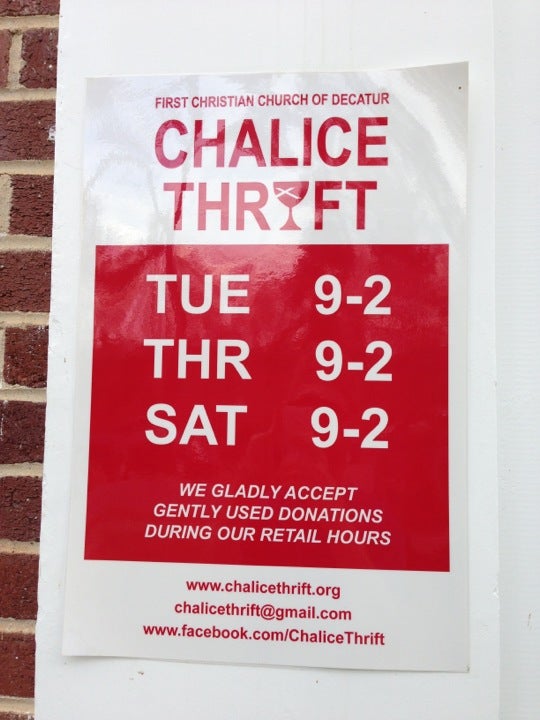 FIRST CHRISTIAN CHURCH OF DECATUR
CHALICE
THRIFT
TUE 9-2
THR 9-2
SAT 9-2
WE GLADLY ACCEPT
GENTLY USED DONATIONS
DURING OUR RETAIL HOURS
www.chalicethrift.org
chalicethrift@gmail.com
www.facebook.com/ChaliceThrift